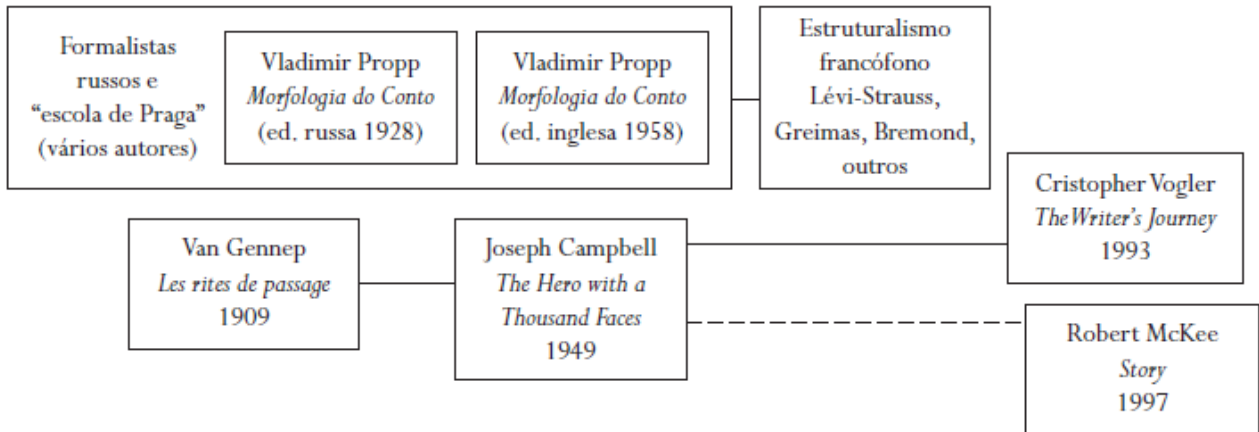 Formalistas
russos e
“escola de Praga”
(vários autores)
Vladimir Propp
Morfologia do Conto
(ed. russa 1928)
Vladimir Propp
Morfologia do Conto
(ed. inglesa 1958)
Estruturalismo
francófono
Lévi-Strauss,
Greimas, Bremond,
outros
Cristopher Vogler
The Writer’s Journey
1993
Van Gennep
Les rites de passage
1909
Joseph Campbell
The Hero with a
Thousand Faces
1949
Robert McKee
Story
1997